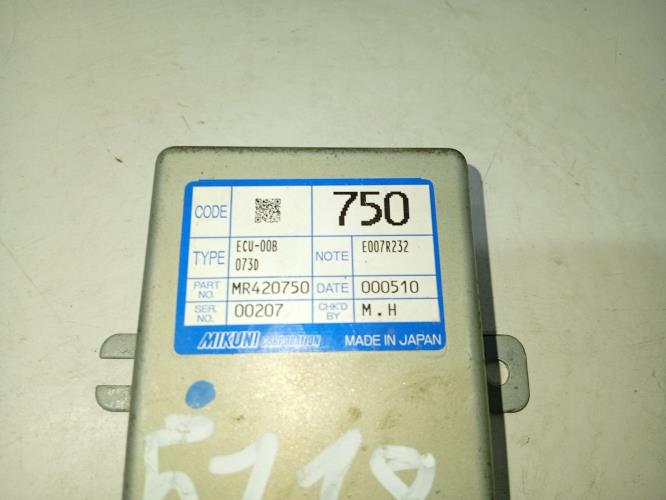 CODE 750
TYPE ECU-00B 073D NOTE E007R232
PART NO. MR420750 DATE 000510
SER. NO. 00207 CHK'D BY M.H
MIKUNI CORPORATION MADE IN JAPAN
5718